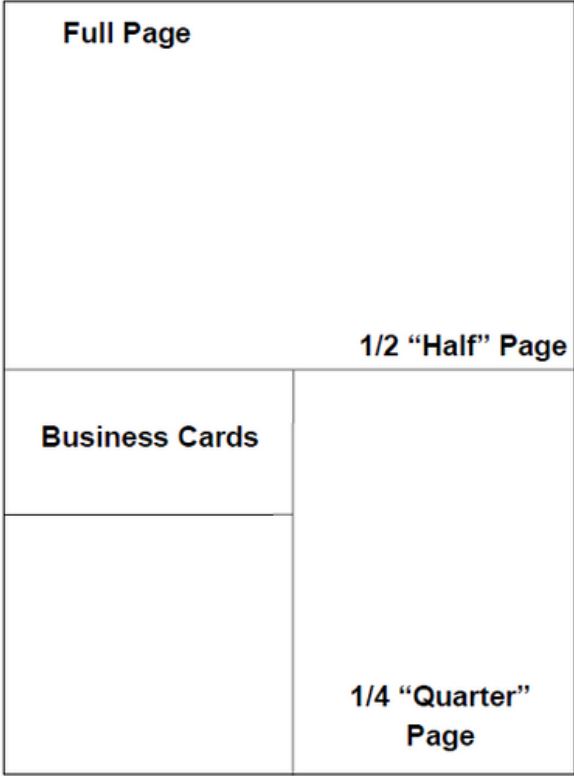 Full Page
1/2 “Half” Page
Business Cards
1/4 “Quarter”
Page